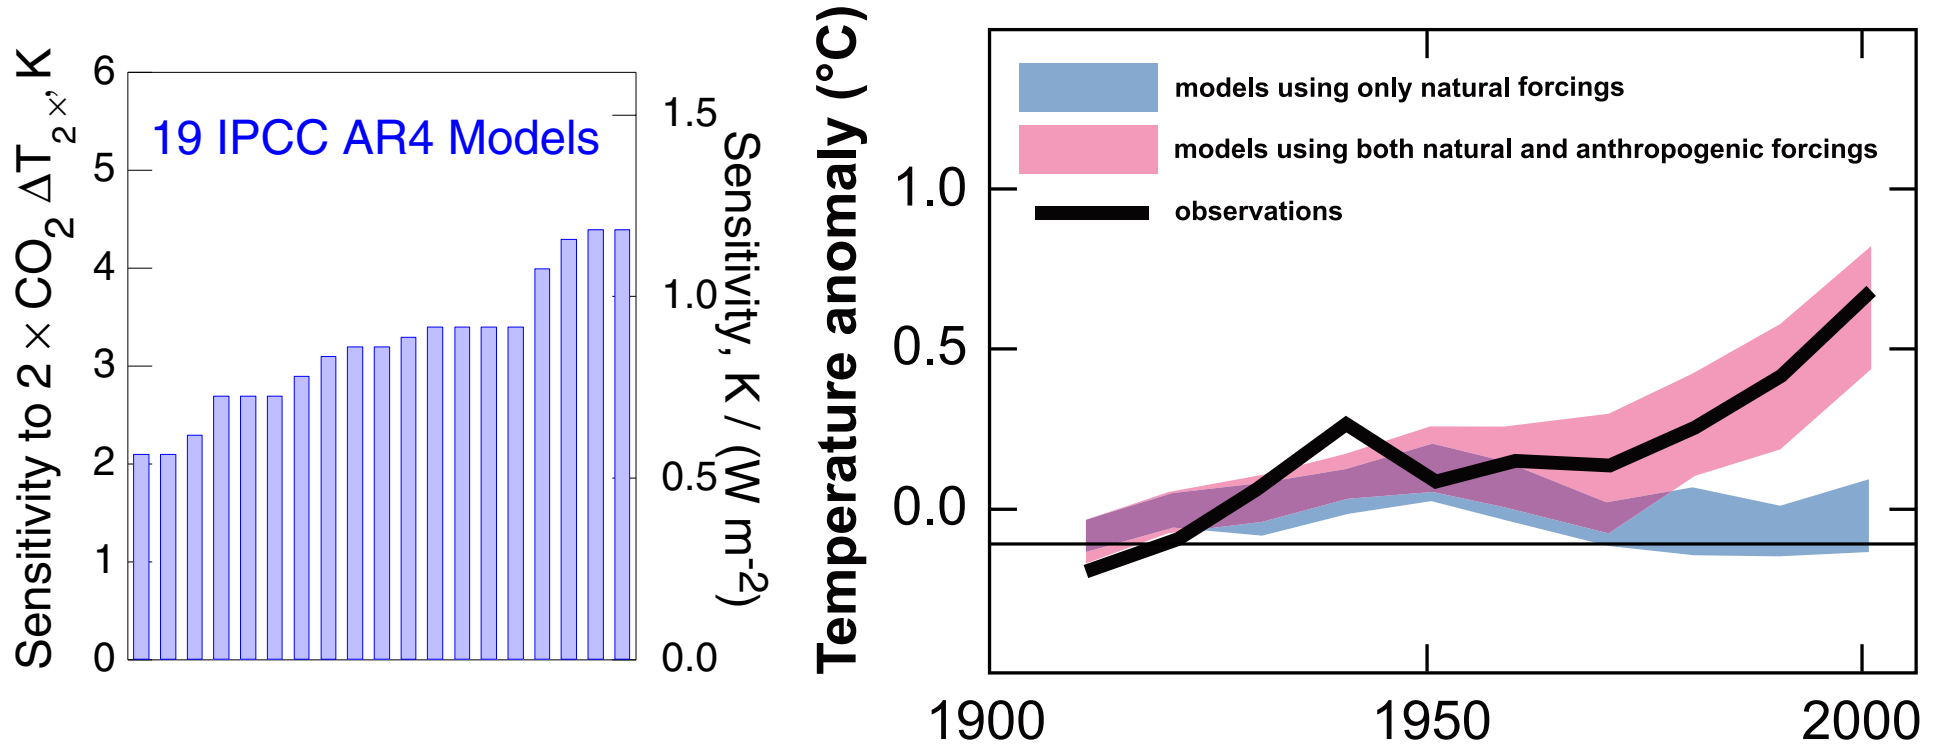 Sensitivity to 2 × CO2 ΔT2×, K
6
5
4
3
2
1
0
19 IPCC AR4 Models
1.5
1.0
0.5
0.0
Sensitivity, K / (W m-2)
Temperature anomaly (°C)
1.0
0.5
0.0
models using only natural forcings
models using both natural and anthropogenic forcings
observations
1900
1950
2000